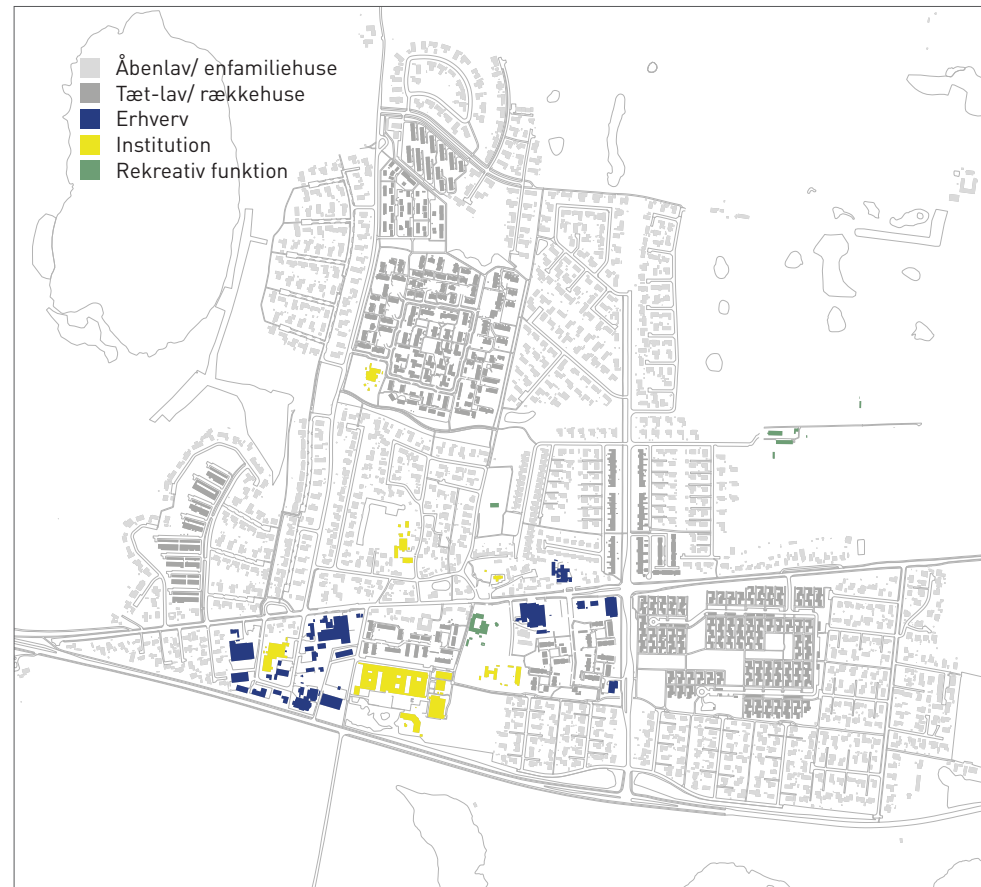 Åbenlav/ enfamiliehuse
Tæt-lav/ rækkehuse
Erhverv
Institution
Rekreativ funktion